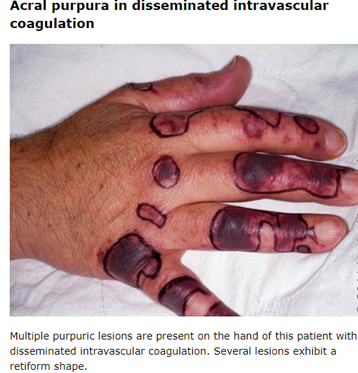 Acral purpura in disseminated intravascular
coagulation
Multiple purpuric lesions are present on the hand of this patient with
disseminated intravascular coagulation. Several lesions exhibit a
retiform shape.